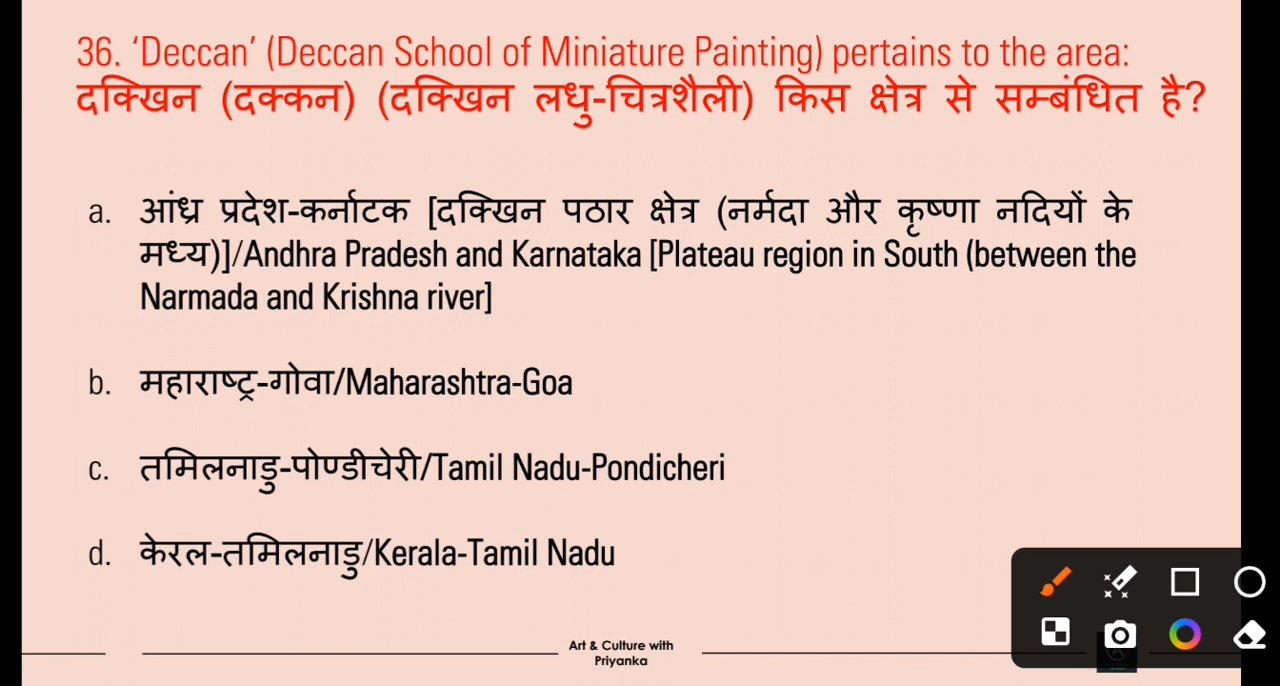 36. ‘Deccan’ (Deccan School of Miniature Painting) pertains to the area:
दक्खिन (दक्कन) (दक्खिन लधु-चित्रशैली) किस क्षेत्र से सम्बंधित है?
a. आंध्र प्रदेश-कर्नाटक [दक्खिन पठार क्षेत्र (नर्मदा और कृष्णा नदियों के
मध्य)]/Andhra Pradesh and Karnataka [Plateau region in South (between the
Narmada and Krishna river]
b. महाराष्ट्र-गोवा/Maharashtra-Goa
c. तमिलनाडु-पोण्डीचेरी/Tamil Nadu-Pondicheri
d. केरल-तमिलनाडु/Kerala-Tamil Nadu
Art & Culture with
Priyanka